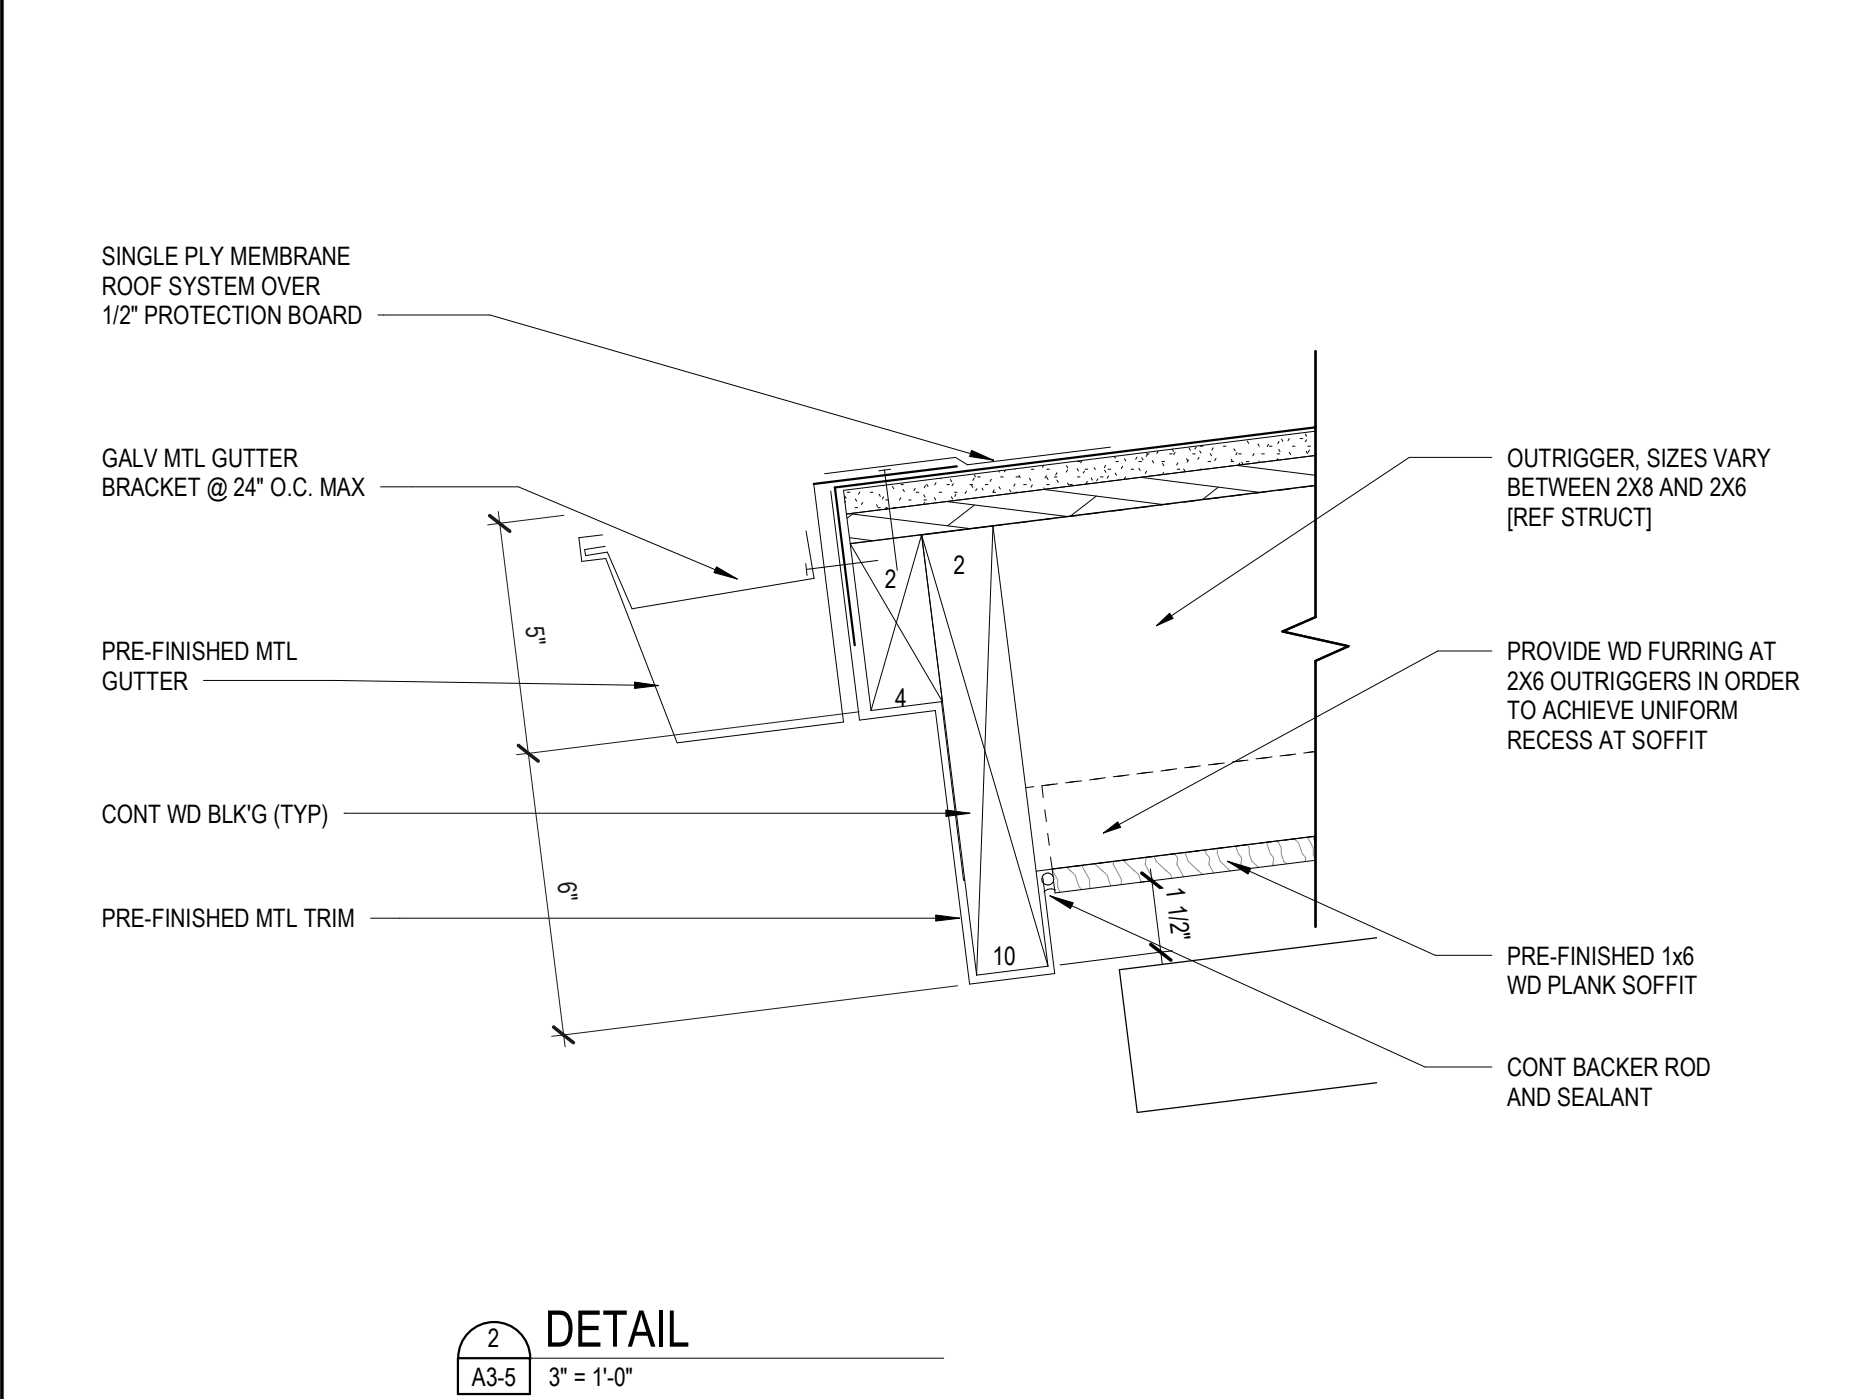 SINGLE PLY MEMBRANE
ROOF SYSTEM OVER
1/2" PROTECTION BOARD
GALV MTL GUTTER
BRACKET @ 24" O.C. MAX
PRE-FINISHED MTL
GUTTER
CONT WD BLK'G (TYP)
PRE-FINISHED MTL TRIM
5"
6"
2
4
2
10
1 1/2"
OUTRIGGER, SIZES VARY
BETWEEN 2X8 AND 2X6
[REF STRUCT]
PROVIDE WD FURRING AT
2X6 OUTRIGGERS IN ORDER
TO ACHIEVE UNIFORM
RECESS AT SOFFIT
PRE-FINISHED 1x6
WD PLANK SOFFIT
CONT BACKER ROD
AND SEALANT
2
DETAIL
A3-5
3" = 1'-0"